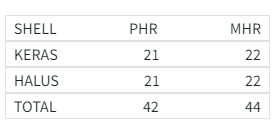 SHELL PHR MHR
KERAS 21 22
HALUS 21 22
TOTAL 42 44